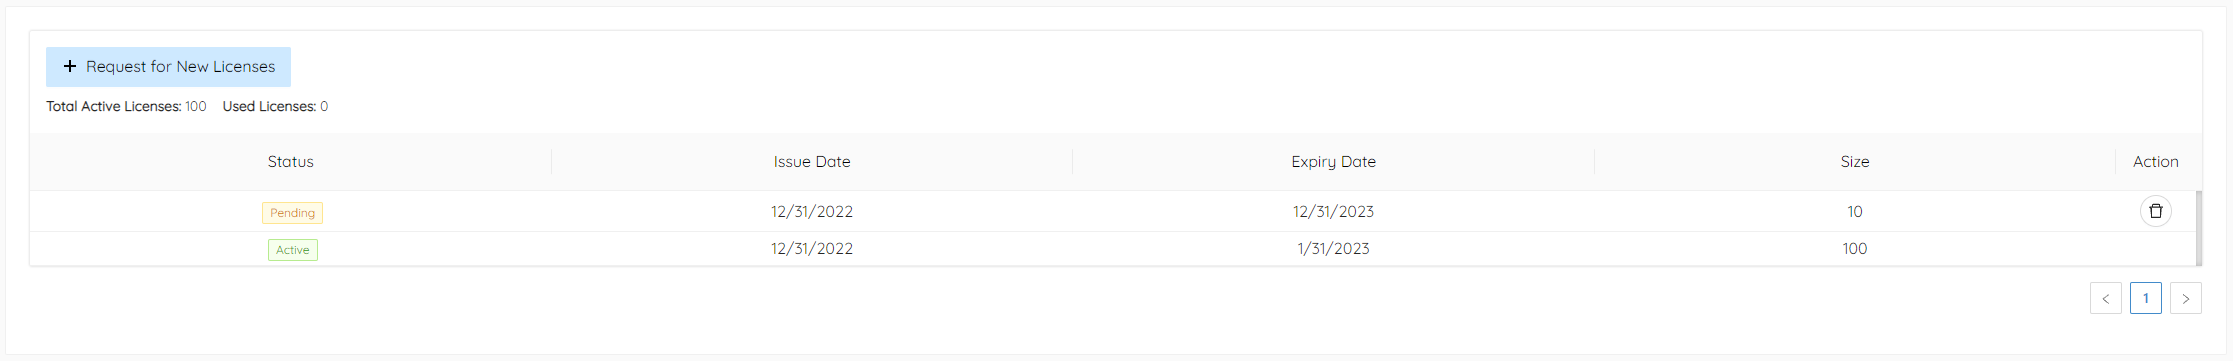 + Request for New Licenses
Total Active Licenses: 100 Used Licenses: 0
Status Issue Date Expiry Date Size Action
Pending 12/31/2022 12/31/2023 10
Active 12/31/2022 1/31/2023 100
< 1 >